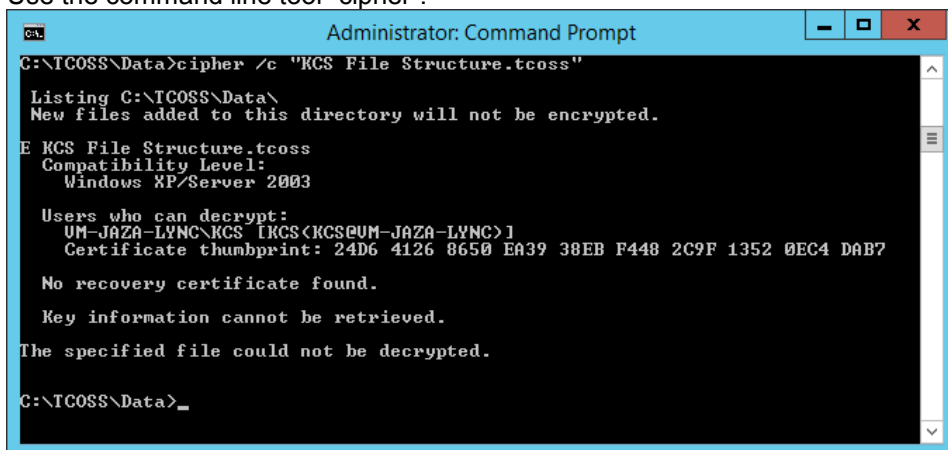 Use the command line tool "cipher".
Administrator: Command Prompt
C:\TCOSS\Data>cipher /c "KCS File Structure.tcoss"
Listing C:\TCOSS\Data\
New files added to this directory will not be encrypted.
E KCS File Structure.tcoss
Compatibility Level:
Windows XP/Server 2003
Users who can decrypt:
VM-JAZA-LYNC\KCS [KCS(KCS@VM-JAZA-LYNC)]
Certificate thumbprint: 24D6 4126 8650 EA39 38EB F448 2C9F 1352 0EC4 DAB7
No recovery certificate found.
Key information cannot be retrieved.
The specified file could not be decrypted.
C:\TCOSS\Data>_